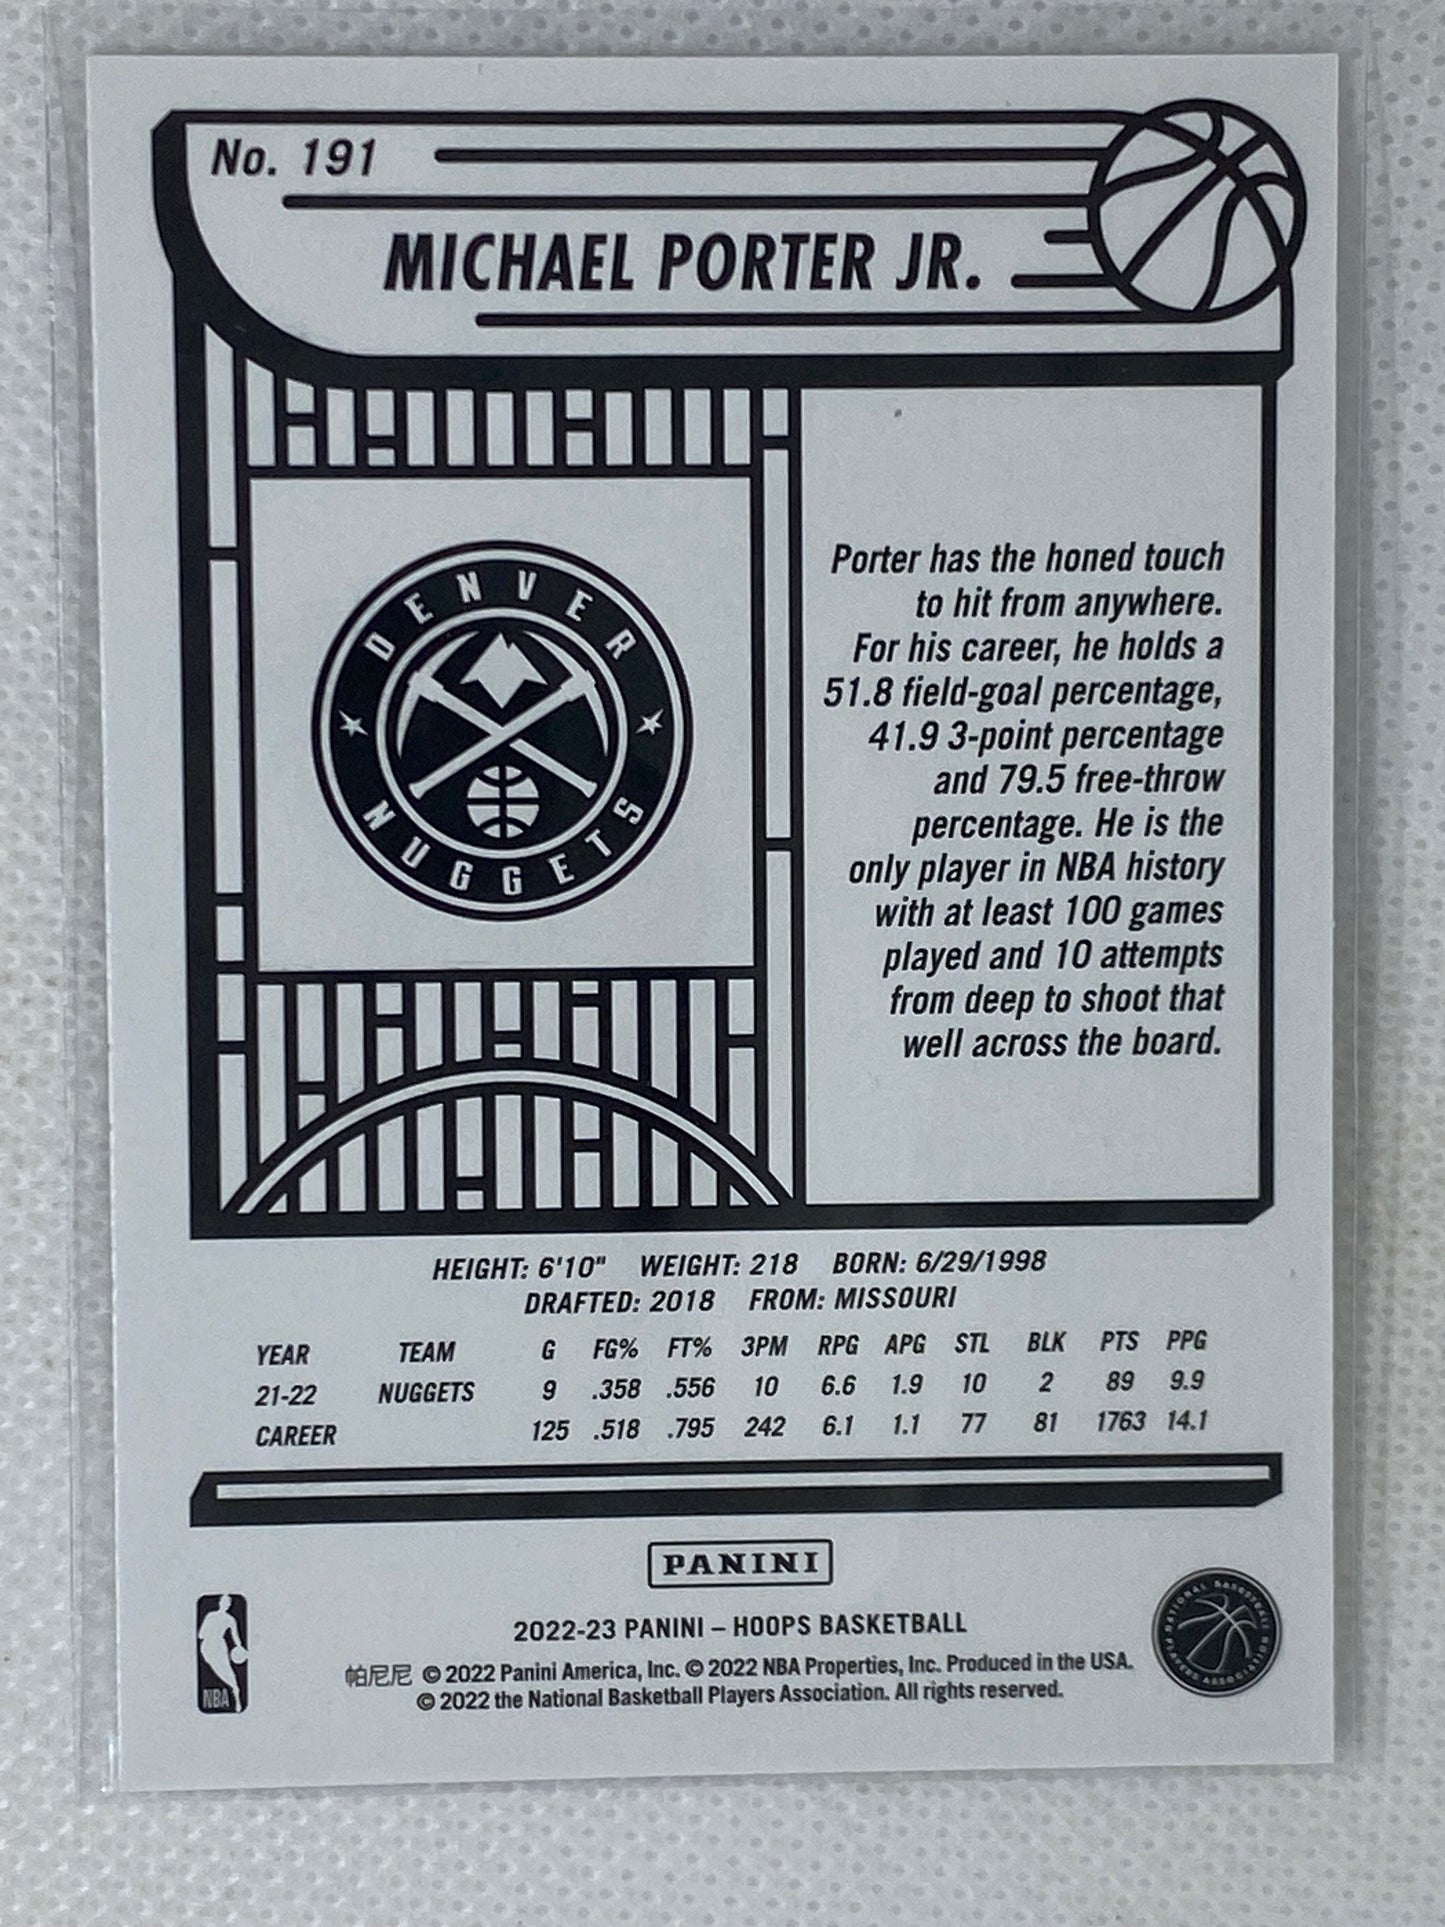 No. 191
MICHAEL PORTER JR.
DENVER
NUGGETS
Porter has the honed touch
to hit from anywhere.
For his career, he holds a
51.8 field-goal percentage,
41.9 3-point percentage
and 79.5 free-throw
percentage. He is the
only player in NBA history
with at least 100 games
played and 10 attempts
from deep to shoot that
well across the board.
HEIGHT: 6'10" WEIGHT: 218 BORN: 6/29/1998
DRAFTED: 2018 FROM: MISSOURI
YEAR TEAM G FG% FT% 3PM RPG APG STL BLK PTS PPG
21-22 NUGGETS 9 .358 .556 10 6.6 1.9 10 2 89 9.9
CAREER 125 .518 .795 242 6.1 1.1 77 81 1763 14.1
PANINI
2022-23 PANINI – HOOPS BASKETBALL
帕尼尼 © 2022 Panini America, Inc. © 2022 NBA Properties, Inc. Produced in the USA.
© 2022 the National Basketball Players Association. All rights reserved.
NBA
NATIONAL BASKETBALL
PLAYERS ASSOCIATION